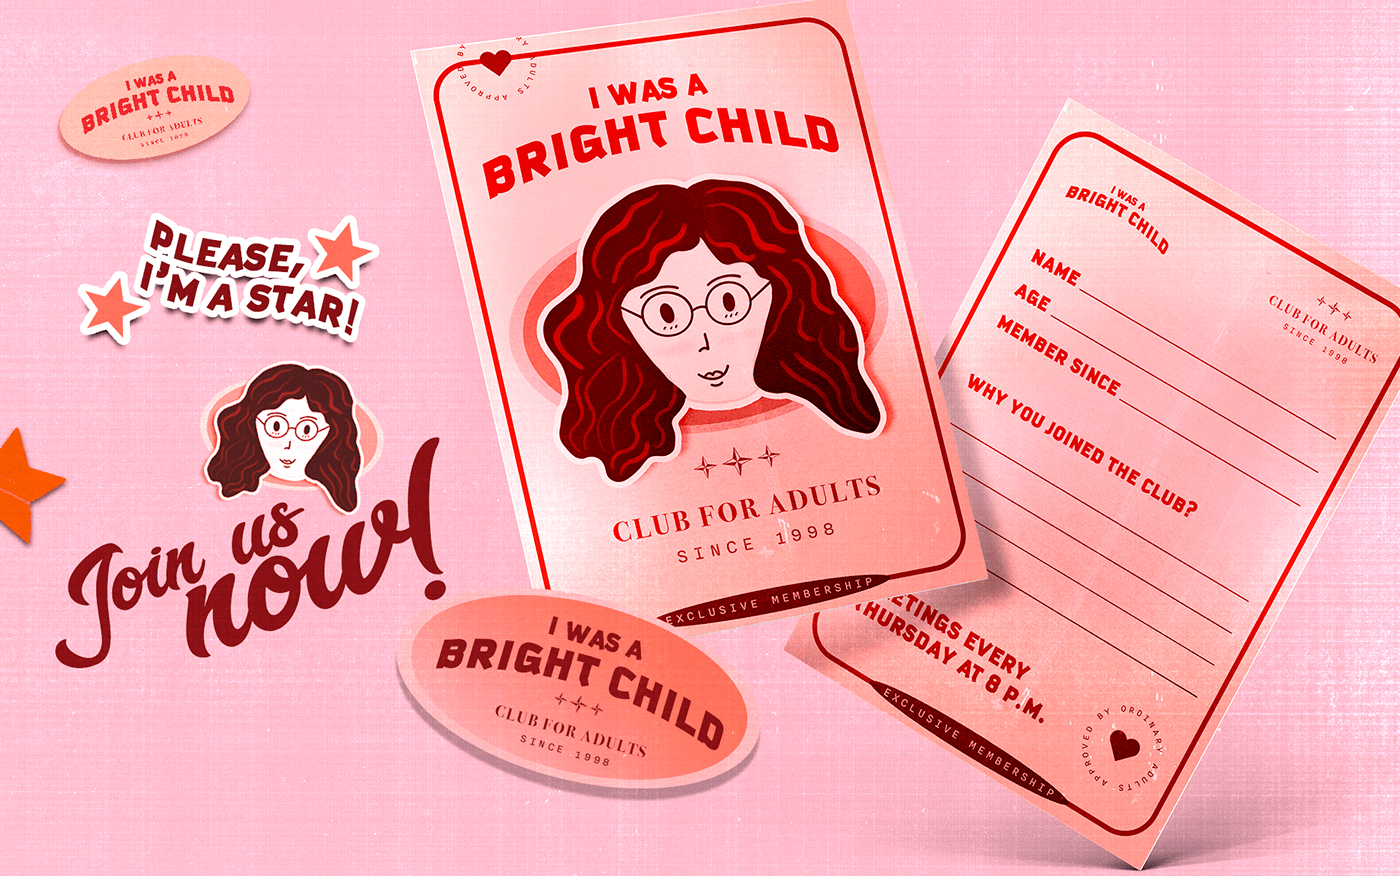 I WAS A
BRIGHT CHILD
CLUB FOR ADULTS
SINCE 1998
PLEASE,
I'M A STAR!
Join us
now!
I WAS A
BRIGHT CHILD
CLUB FOR ADULTS
SINCE 1998
EXCLUSIVE MEMBERSHIP
ADULTS APPROVED BY
I WAS A
BRIGHT CHILD
CLUB FOR ADULTS
SINCE 1998
I WAS A
BRIGHT CHILD
CLUB FOR ADULTS
SINCE 1998
NAME
AGE
MEMBER SINCE
WHY YOU JOINED THE CLUB?
ETINGS EVERY
THURSDAY AT 8 P.M.
EXCLUSIVE MEMBERSHIP
APPROVED BY ORDINARY ADULTS